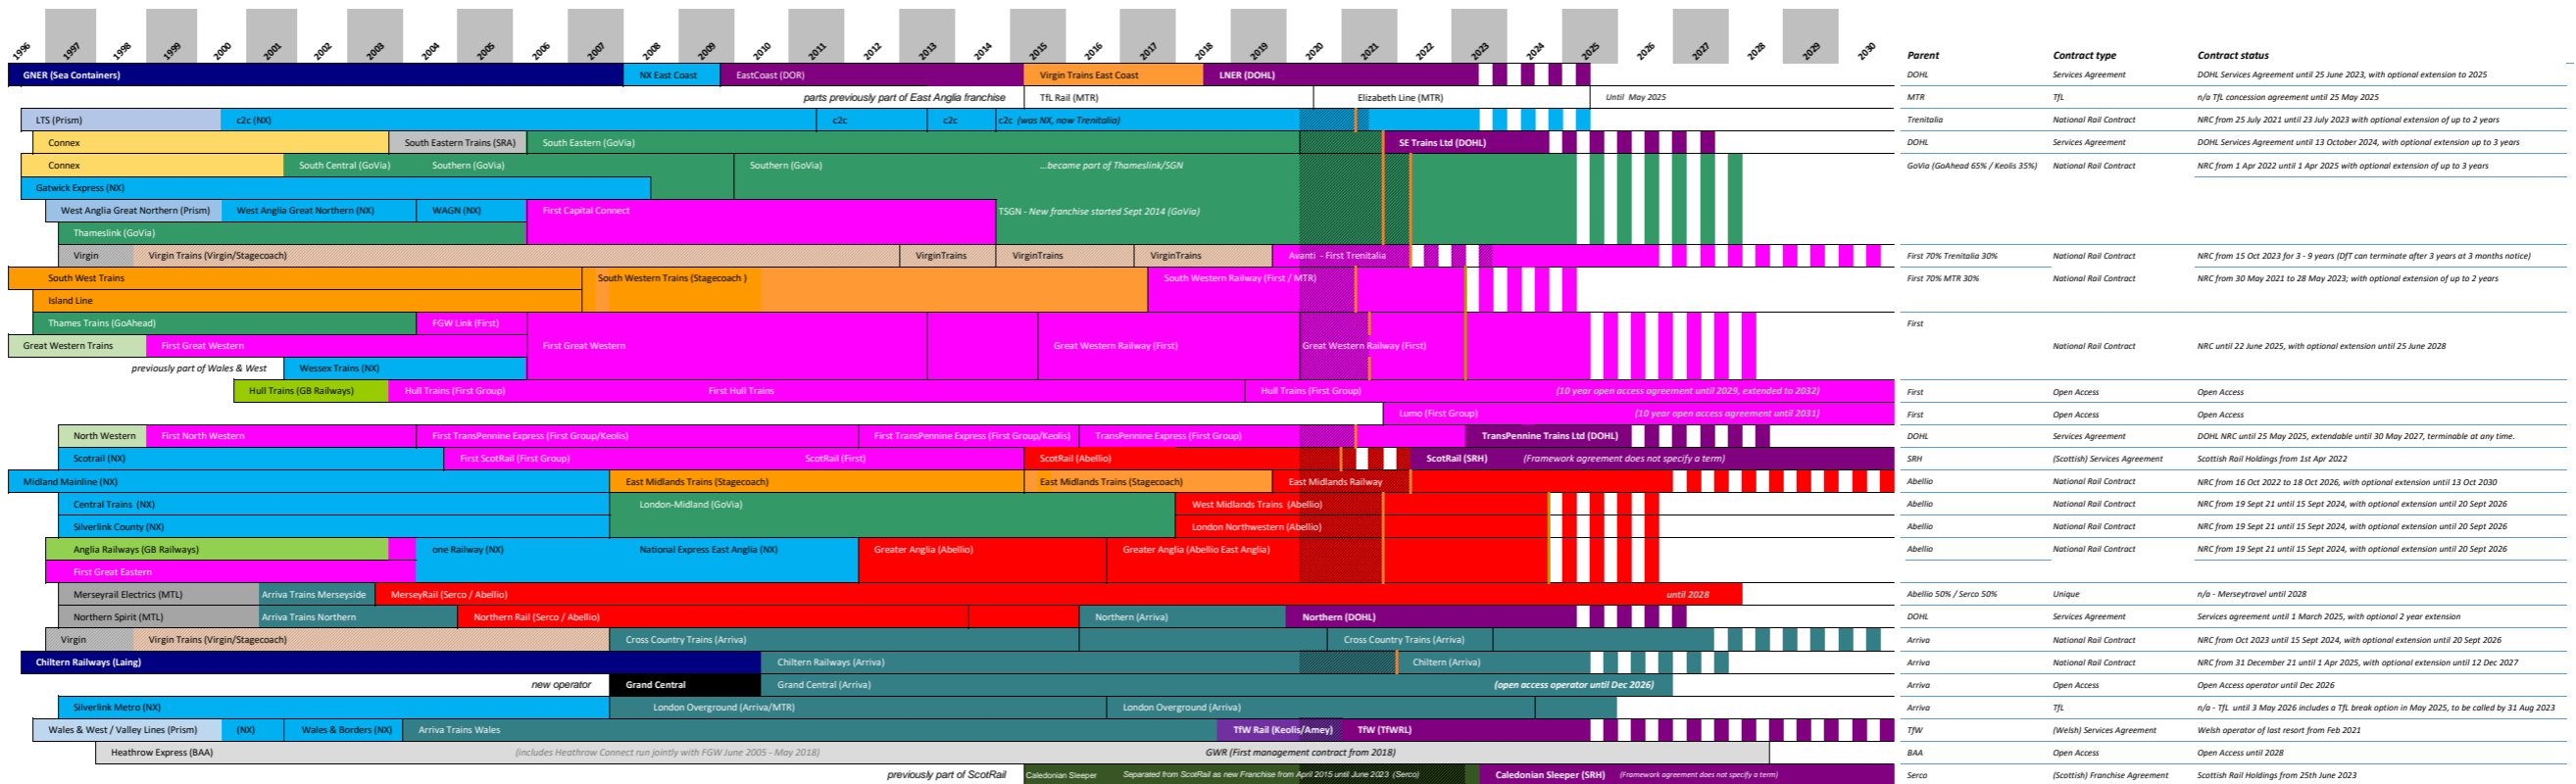 1996 1997 1998 1999 2000 2001 2002 2003 2004 2005 2006 2007 2008 2009 2010 2011 2012 2013 2014 2015 2016 2017 2018 2019 2020 2021 2022 2023 2024 2025 2026 2027 2028 2029 2030 Parent Contract type Contract status
GNER (Sea Containers) NX East Coast EastCoast (DOR) Virgin Trains East Coast LNER (DOHL) DOHL Services Agreement DOHL Services Agreement until 25 June 2023, with optional extension to 2025
parts previously part of East Anglia franchise TfL Rail (MTR) Elizabeth Line (MTR) Until May 2025 MTR TfL n/a TfL concession agreement until 25 May 2025
LTS (Prism) c2c (NX) c2c c2c c2c (was NX, now Trenitalia) Trenitalia National Rail Contract NRC from 25 July 2021 until 23 July 2023 with optional extension of up to 2 years
Connex South Eastern Trains (SRA) South Eastern (GoVia) SE Trains Ltd (DOHL) DOHL Services Agreement DOHL Services Agreement until 13 October 2024, with optional extension up to 3 years
Connex South Central (GoVia) Southern (GoVia) Southern (GoVia) ...became part of Thameslink/SGN GoVia (GoAhead 65% / Keolis 35%) National Rail Contract NRC from 1 Apr 2022 until 1 Apr 2025 with optional extension of up to 3 years
Gatwick Express (NX)
West Anglia Great Northern (Prism) West Anglia Great Northern (NX) WAGN (NX) First Capital Connect TSGN - New franchise started Sept 2014 (GoVia)
Thameslink (GoVia)
Virgin Virgin Trains (Virgin/Stagecoach) VirginTrains VirginTrains VirginTrains Avanti - First Trenitalia First 70% Trenitalia 30% National Rail Contract NRC from 15 Oct 2023 for 3 - 9 years (DfT can terminate after 3 years at 3 months notice)
South West Trains South Western Trains (Stagecoach ) South Western Railway (First / MTR) First 70% MTR 30% National Rail Contract NRC from 30 May 2021 to 28 May 2023; with optional extension of up to 2 years
Island Line
Thames Trains (GoAhead) FGW Link (First) First
Great Western Trains First Great Western First Great Western Great Western Railway (First) Great Western Railway (First) National Rail Contract NRC until 22 June 2025, with optional extension until 25 June 2028
previously part of Wales & West Wessex Trains (NX)
Hull Trains (GB Railways) Hull Trains (First Group) First Hull Trains Hull Trains (First Group) (10 year open access agreement until 2029, extended to 2032) First Open Access Open Access
Lumo (First Group) (10 year open access agreement until 2031) First Open Access Open Access
North Western First North Western First TransPennine Express (First Group/Keolis) First TransPennine Express (First Group/Keolis) TransPennine Express (First Group) TransPennine Trains Ltd (DOHL) DOHL Services Agreement DOHL NRC until 25 May 2025, extendable until 30 May 2027, terminable at any time.
Scotrail (NX) First ScotRail (First Group) ScotRail (First) ScotRail (Abellio) ScotRail (SRH) (Framework agreement does not specify a term) SRH (Scottish) Services Agreement Scottish Rail Holdings from 1st Apr 2022
Midland Mainline (NX) East Midlands Trains (Stagecoach) East Midlands Trains (Stagecoach) East Midlands Railway Abellio National Rail Contract NRC from 16 Oct 2022 to 18 Oct 2026, with optional extension until 13 Oct 2030
Central Trains (NX) London-Midland (GoVia) West Midlands Trains (Abellio) Abellio National Rail Contract NRC from 19 Sept 21 until 15 Sept 2024, with optional extension until 20 Sept 2026
Silverlink County (NX) London Northwestern (Abellio) Abellio National Rail Contract NRC from 19 Sept 21 until 15 Sept 2024, with optional extension until 20 Sept 2026
Anglia Railways (GB Railways) one Railway (NX) National Express East Anglia (NX) Greater Anglia (Abellio) Greater Anglia (Abellio East Anglia) Abellio National Rail Contract NRC from 19 Sept 21 until 15 Sept 2024, with optional extension until 20 Sept 2026
First Great Eastern
Merseyrail Electrics (MTL) Arriva Trains Merseyside MerseyRail (Serco / Abellio) until 2028 Abellio 50% / Serco 50% Unique n/a - Merseytravel until 2028
Northern Spirit (MTL) Arriva Trains Northern Northern Rail (Serco / Abellio) Northern (Arriva) Northern (DOHL) DOHL Services Agreement Services agreement until 1 March 2025, with optional 2 year extension
Virgin Virgin Trains (Virgin/Stagecoach) Cross Country Trains (Arriva) Cross Country Trains (Arriva) Arriva National Rail Contract NRC from Oct 2023 until 15 Sept 2024, with optional extension until 20 Sept 2026
Chiltern Railways (Laing) Chiltern Railways (Arriva) Chiltern (Arriva) Arriva National Rail Contract NRC from 31 December 21 until 1 Apr 2025, with optional extension until 12 Dec 2027
new operator Grand Central Grand Central (Arriva) (open access operator until Dec 2026) Arriva Open Access Open Access operator until Dec 2026
Silverlink Metro (NX) London Overground (Arriva/MTR) London Overground (Arriva) Arriva TfL n/a - TfL until 3 May 2026 includes a TfL break option in May 2025, to be called by 31 Aug 2023
Wales & West / Valley Lines (Prism) (NX) Wales & Borders (NX) Arriva Trains Wales TfW Rail (Keolis/Amey) TfW (TfWRL) TfW (Welsh) Services Agreement Welsh operator of last resort from Feb 2021
Heathrow Express (BAA) (includes Heathrow Connect run jointly with FGW June 2005 - May 2018) GWR (First management contract from 2018) BAA Open Access Open Access until 2028
previously part of ScotRail Caledonian Sleeper Separated from ScotRail as new Franchise from April 2015 until June 2023 (Serco) Caledonian Sleeper (SRH) (Framework agreement does not specify a term) Serco (Scottish) Franchise Agreement Scottish Rail Holdings from 25th June 2023